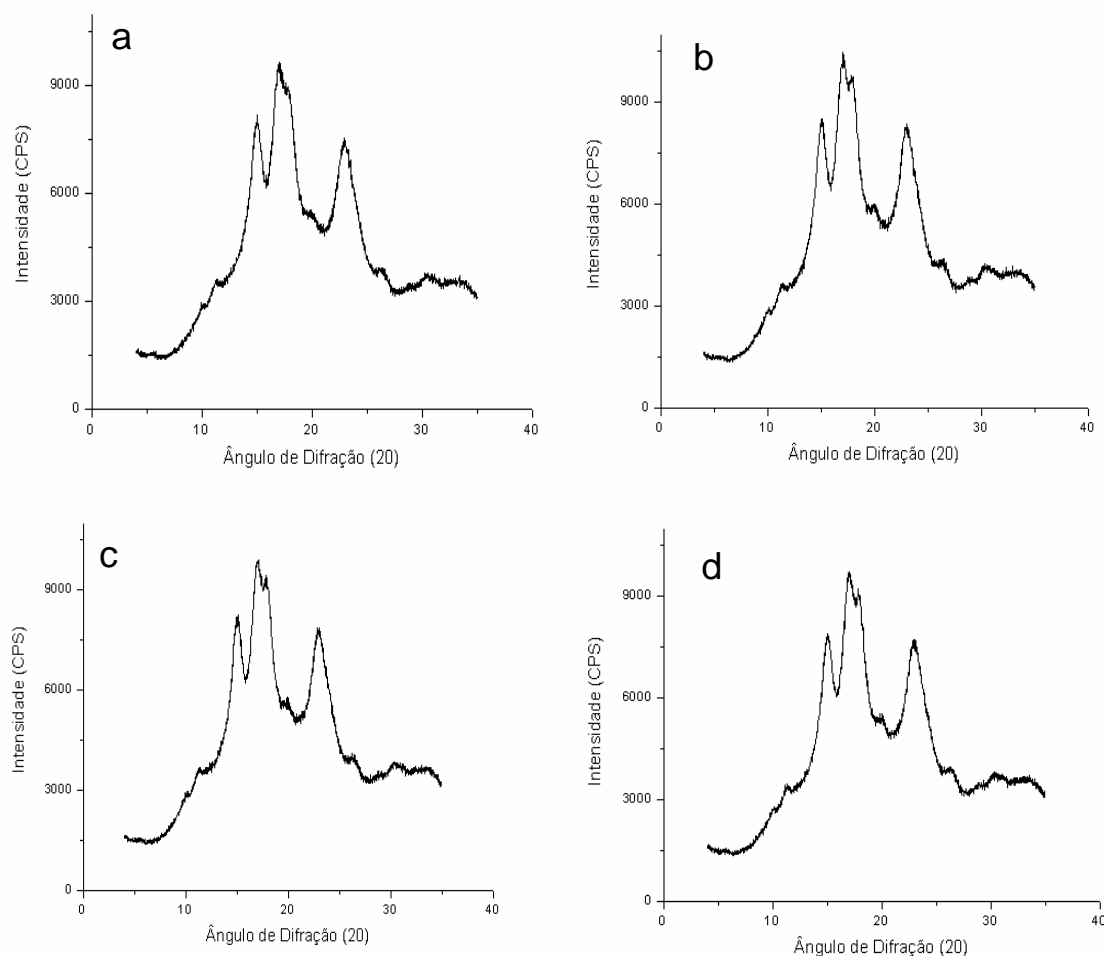 a
Intensidade (CPS)
9000
6000
3000
0
0 10 20 30 40
Ângulo de Difração (20)
b
Intensidade (CPS)
9000
6000
3000
0
0 10 20 30 40
Ângulo de Difração (20)
c
Intensidade (CPS)
9000
6000
3000
0
0 10 20 30 40
Ângulo de Difração (20)
d
Intensidade (CPS)
9000
6000
3000
0
0 10 20 30 40
Ângulo de Difração (20)